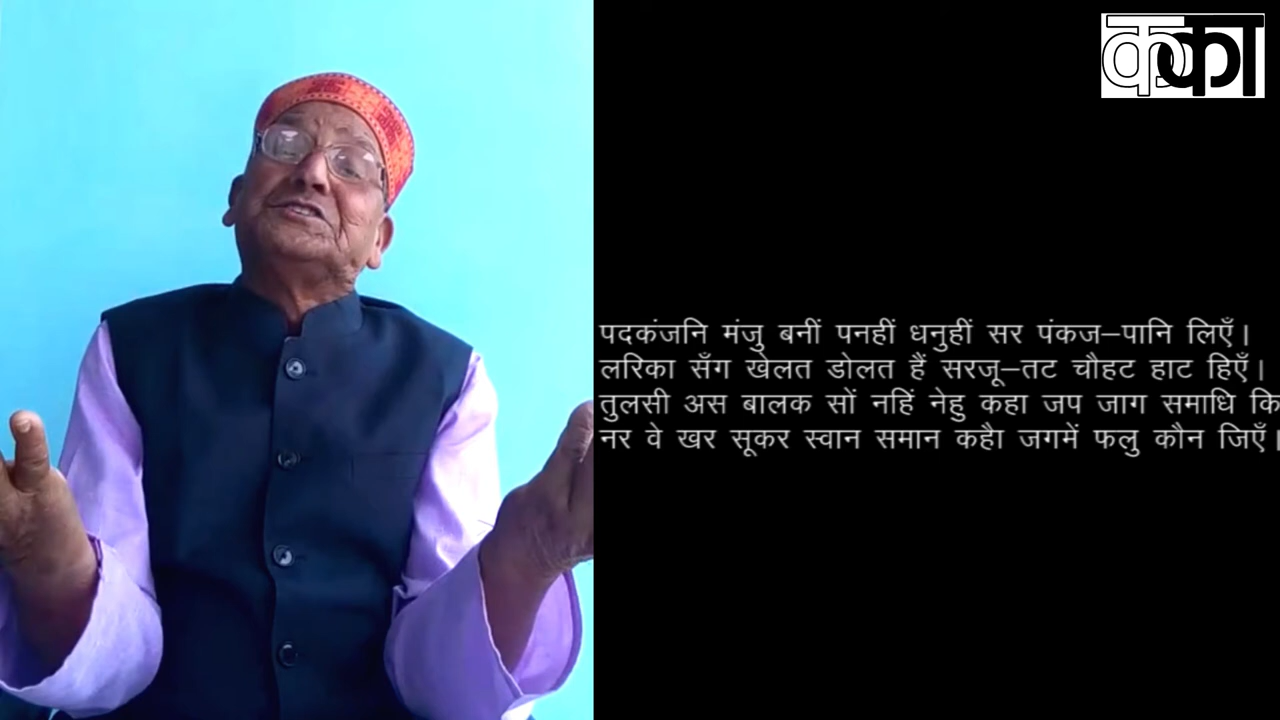 कका
पदकंजनि मंजु बनीं पनहीं धनुहीं सर पंकज–पानि लिएँ।
लरिका सँग खेलत डोलत हैं सरजू–तट चौहट हाट हिएँ।
तुलसी अस बालक सों नहिं नेहु कहा जप जाग समाधि कि
नर वे खर सूकर स्वान समान कहौ जगमें फलु कौन जिएँ।